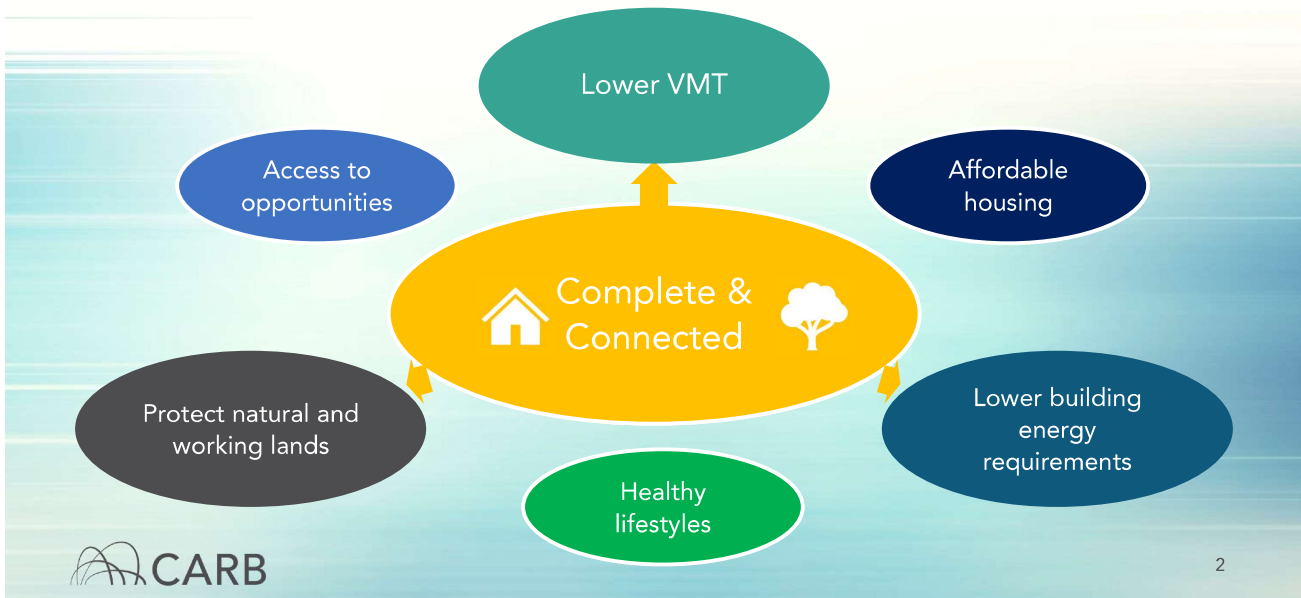 Lower VMT
Access to
opportunities
Affordable
housing
Complete &
Connected
Protect natural and
working lands
Lower building
energy
requirements
Healthy
lifestyles
CARB
2